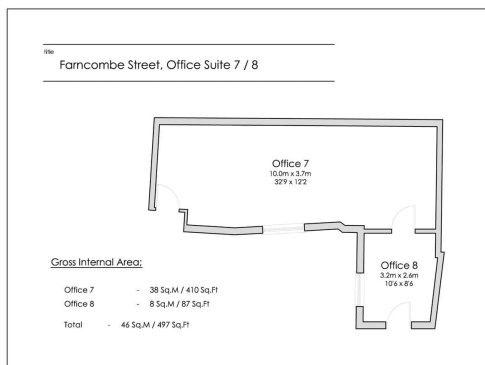 title
Farncombe Street, Office Suite 7 / 8
Office 7
10.0m x 3.7m
32'9 x 12'2
Office 8
3.2m x 2.6m
10'6 x 8'6
Gross Internal Area:
Office 7 - 38 Sq.M / 410 Sq.Ft
Office 8 - 8 Sq.M / 87 Sq.Ft
Total - 46 Sq.M / 497 Sq.Ft